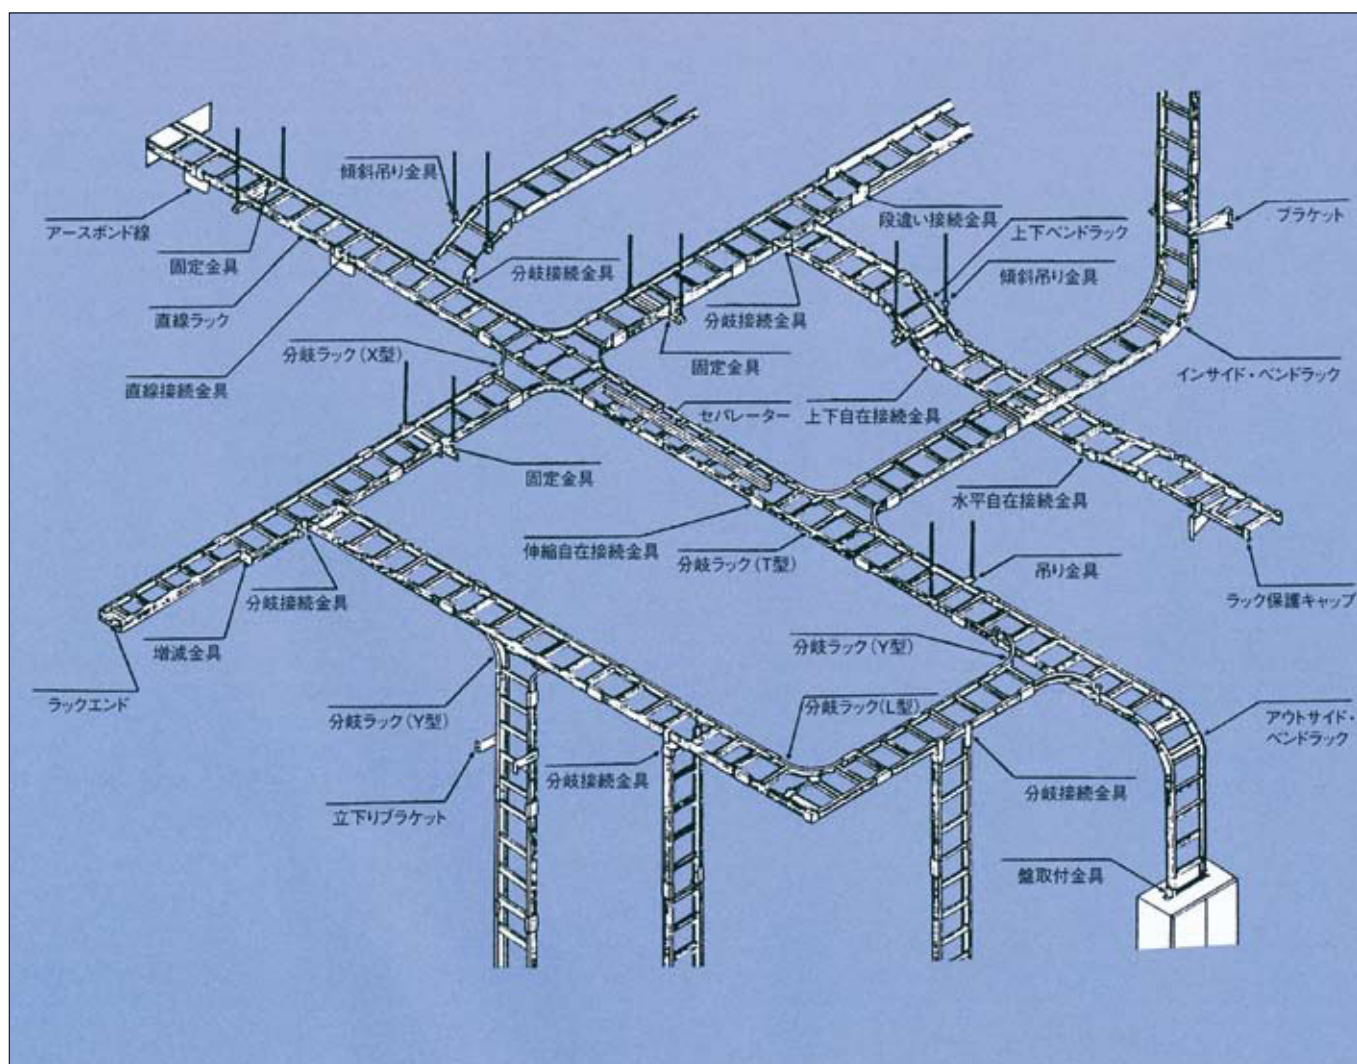 傾斜吊り金具
アースボンド線
固定金具
分岐接続金具
段違い接続金具
上下ベンドラック
ブラケット
傾斜吊り金具
直線ラック
分岐接続金具
分岐ラック(X型)
固定金具
直線接続金具
インサイド・ベンドラック
セパレーター
上下自在接続金具
固定金具
水平自在接続金具
伸縮自在接続金具
分岐ラック(T型)
吊り金具
分岐接続金具
ラック保護キャップ
増減金具
分岐ラック(Y型)
ラックエンド
分岐ラック(Y型)
分岐ラック(L型)
アウトサイド・
ベンドラック
分岐接続金具
分岐接続金具
立下りブラケット
盤取付金具